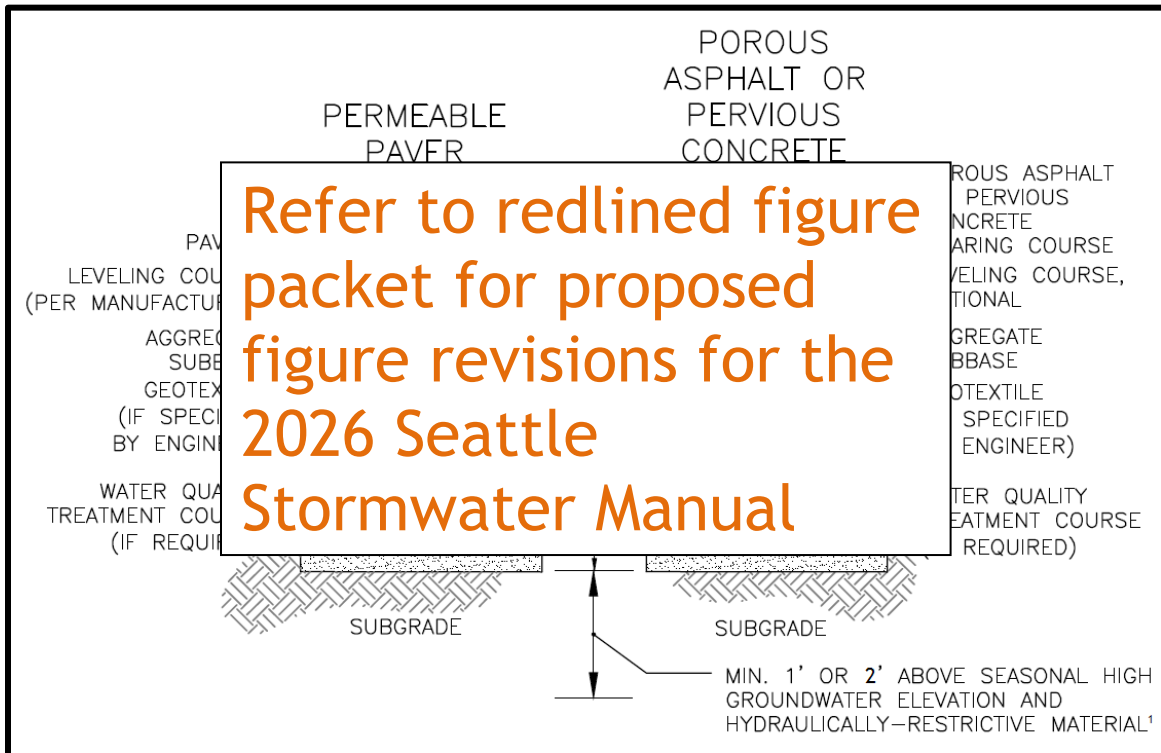 PERMEABLE
PAVER
POROUS
ASPHALT OR
PERVIOUS
CONCRETE
Refer to redlined figure
packet for proposed
figure revisions for the
2026 Seattle
Stormwater Manual
PAV
LEVELING COU
(PER MANUFACTUR
AGGREG
SUBB
GEOTEX
(IF SPECI
BY ENGIN
WATER QUA
TREATMENT COU
(IF REQUIR
ROUS ASPHALT
PERVIOUS
NCRETE
ARING COURSE
VELING COURSE,
TIONAL
GREGATE
BBASE
OTEXTILE
SPECIFIED
ENGINEER)
TER QUALITY
EATMENT COURSE
REQUIRED)
SUBGRADE
SUBGRADE
MIN. 1' OR 2' ABOVE SEASONAL HIGH
GROUNDWATER ELEVATION AND
HYDRAULICALLY-RESTRICTIVE MATERIAL¹